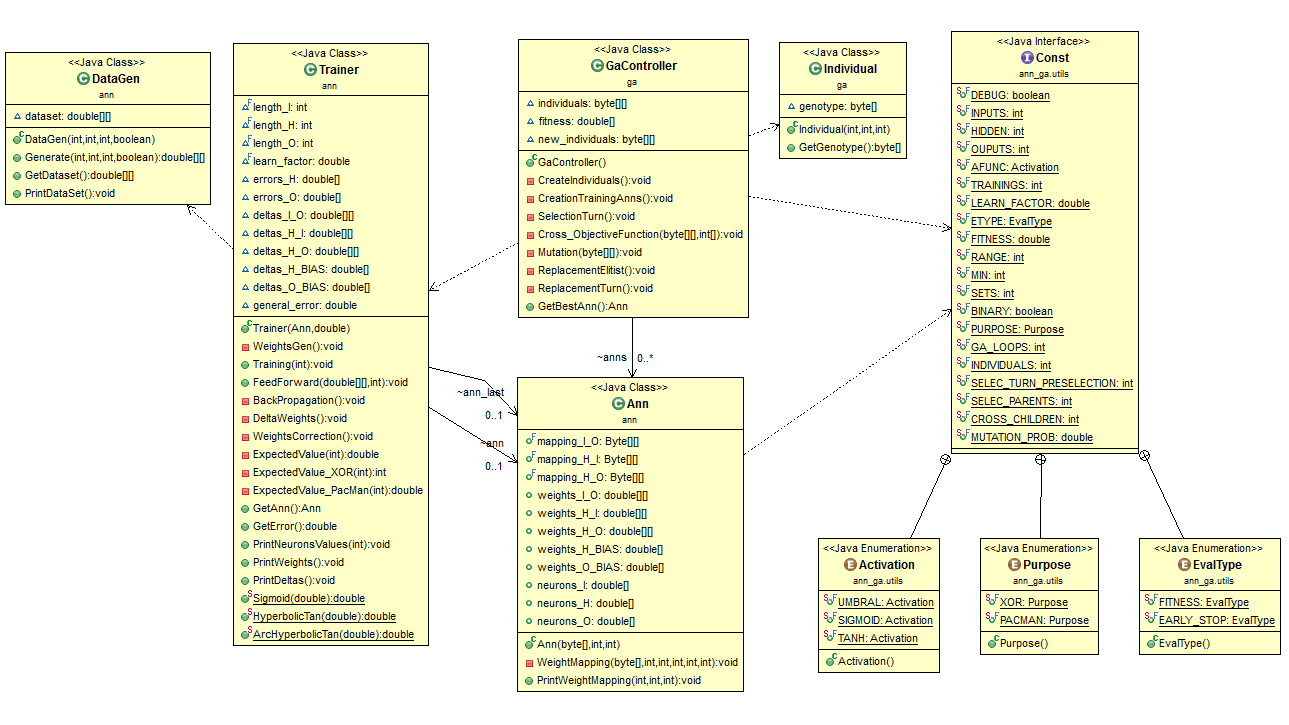 <<Java Class>>
DataGen
ann
dataset: double[][]
DataGen(int,int,int,boolean)
Generate(int,int,int,boolean):double[][]
GetDataset():double[][]
PrintDataSet():void
<<Java Class>>
Trainer
ann
length_I: int
length_H: int
length_O: int
learn_factor: double
errors_H: double[]
errors_O: double[]
deltas_I_O: double[][]
deltas_H_I: double[][]
deltas_H_O: double[][]
deltas_H_BIAS: double[]
deltas_O_BIAS: double[]
general_error: double
Trainer(Ann,double)
WeightsGen():void
Training(int):void
FeedForward(double[][],int):void
BackPropagation():void
DeltaWeights():void
WeightsCorrection():void
ExpectedValue(int):double
ExpectedValue_XOR(int):int
ExpectedValue_PacMan(int):double
GetAnn():Ann
GetError():double
PrintNeuronsValues(int):void
PrintWeights():void
PrintDeltas():void
Sigmoid(double):double
HyperbolicTan(double):double
ArcHyperbolicTan(double):double
<<Java Class>>
GaController
ga
individuals: byte[][]
fitness: double[]
new_individuals: byte[][]
GaController()
CreateIndividuals():void
CreationTrainingAnns():void
SelectionTurn():void
Cross_ObjectiveFunction(byte[][],int[]):void
Mutation(byte[][]):void
ReplacementElitist():void
ReplacementTurn():void
GetBestAnn():Ann
~anns
0..*
~ann_last
0..1
~ann
0..1
<<Java Class>>
Ann
ann
mapping_I_O: Byte[][]
mapping_H_I: Byte[][]
mapping_H_O: Byte[][]
weights_I_O: double[][]
weights_H_I: double[][]
weights_H_O: double[][]
weights_H_BIAS: double[]
weights_O_BIAS: double[]
neurons_I: double[]
neurons_H: double[]
neurons_O: double[]
Ann(byte[],int,int)
WeightMapping(byte[],int,int,int,int,int):void
PrintWeightMapping(int,int,int):void
<<Java Class>>
Individual
ga
genotype: byte[]
Individual(int,int,int)
GetGenotype():byte[]
<<Java Interface>>
Const
ann_ga.utils
DEBUG: boolean
INPUTS: int
HIDDEN: int
OUPUTS: int
AFUNC: Activation
TRAININGS: int
LEARN_FACTOR: double
ETYPE: EvalType
FITNESS: double
RANGE: int
MIN: int
SETS: int
BINARY: boolean
PURPOSE: Purpose
GA_LOOPS: int
INDIVIDUALS: int
SELEC_TURN_PRESELECTION: int
SELEC_PARENTS: int
CROSS_CHILDREN: int
MUTATION_PROB: double
<<Java Enumeration>>
Activation
ann_ga.utils
UMBRAL: Activation
SIGMOID: Activation
TANH: Activation
Activation()
<<Java Enumeration>>
Purpose
ann_ga.utils
XOR: Purpose
PACMAN: Purpose
Purpose()
<<Java Enumeration>>
EvalType
ann_ga.utils
FITNESS: EvalType
EARLY_STOP: EvalType
EvalType()